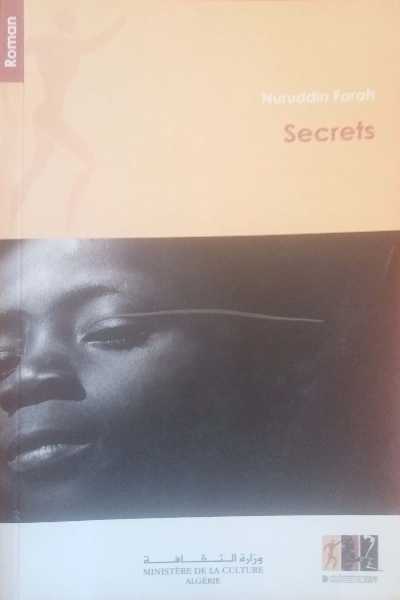 Roman
Nuruddin Farah
Secrets
وزارة الثقافة
MINISTÈRE DE LA CULTURE
ALGÉRIE